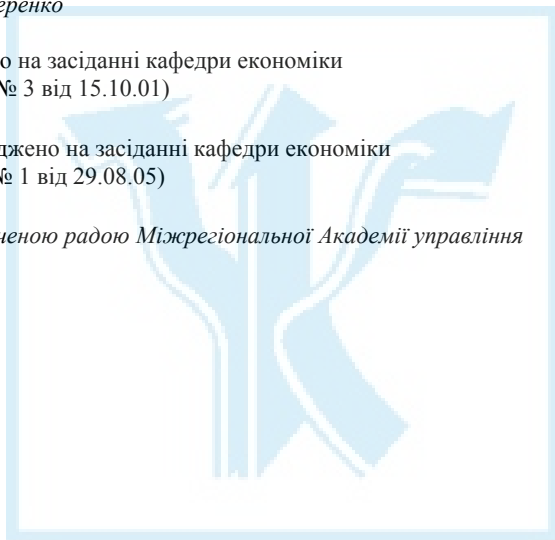 еренко
о на засіданні кафедри економіки
№ 3 від 15.10.01)
джено на засіданні кафедри економіки
№ 1 від 29.08.05)
ченою радою Міжрегіональної Академії управління